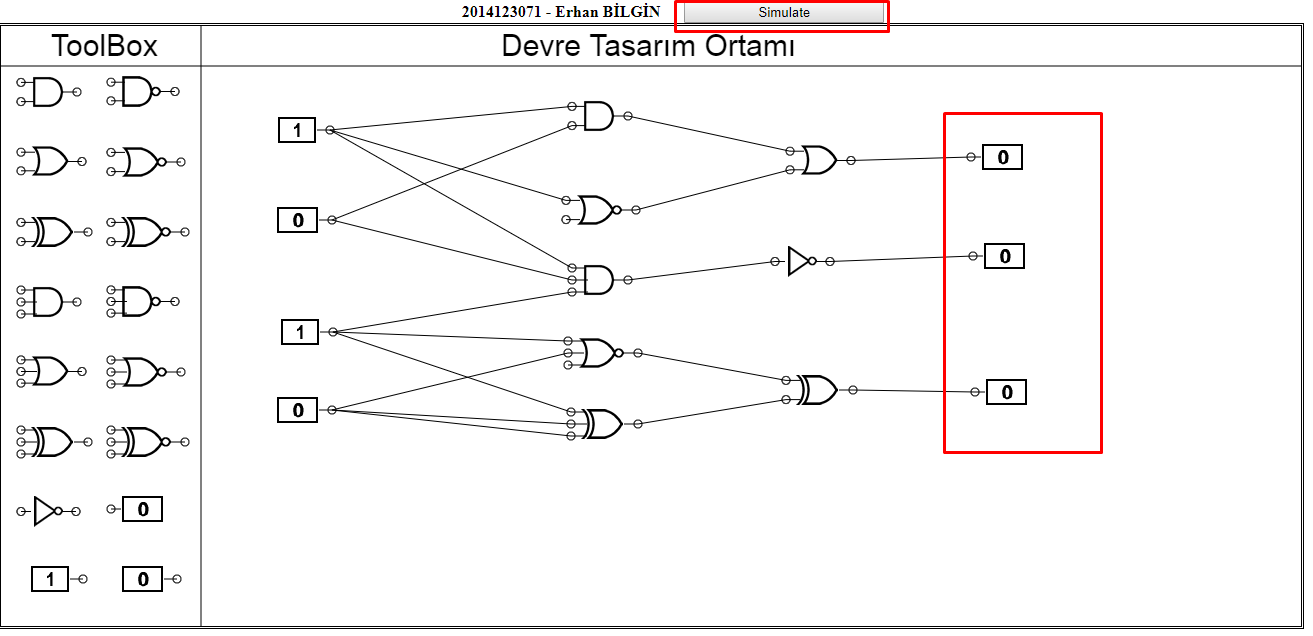 2014123071 - Erhan BİLGİN
Simulate
ToolBox
Devre Tasarım Ortamı
0
1
0
1
0
1
0
0
0
0